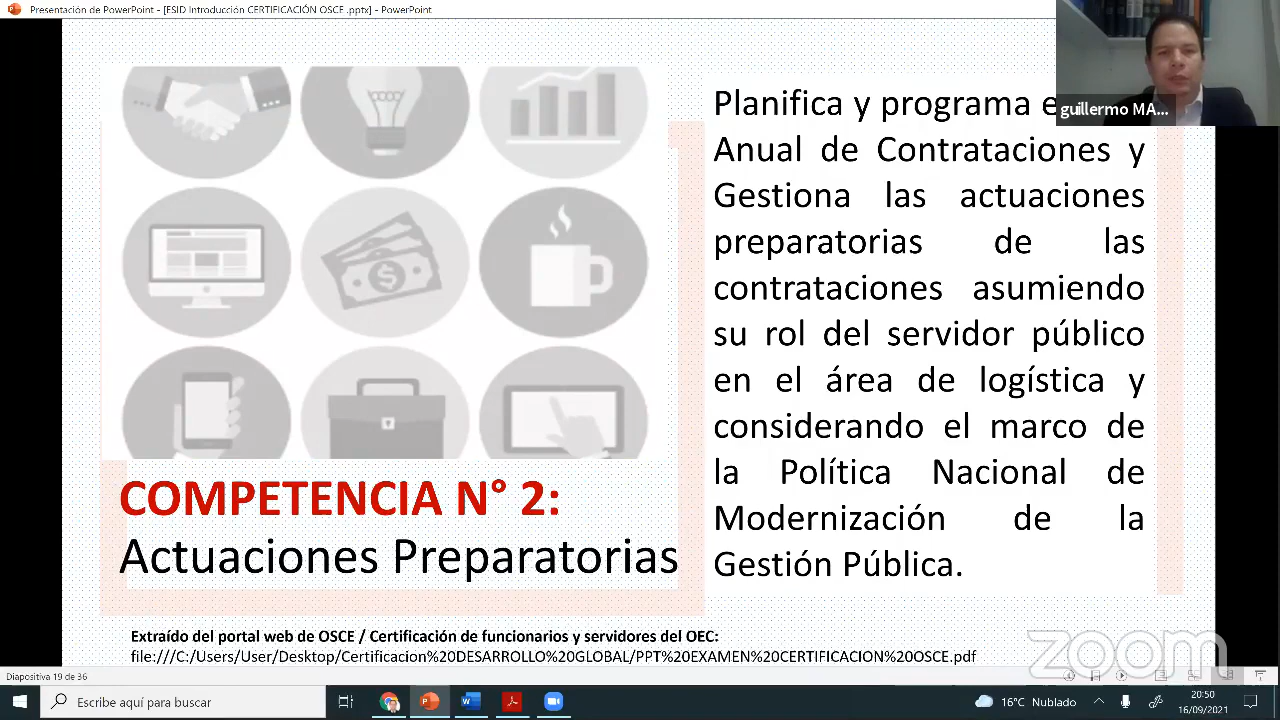 Presentación de PowerPoint - [ESID Introducción CERTIFICACIÓN OSCE .pptx] - PowerPoint
guillermo MA...
Planifica y programa e
Anual de Contrataciones y
Gestiona las actuaciones
preparatorias de las
contrataciones asumiendo
su rol del servidor público
en el área de logística y
considerando el marco de
la Política Nacional de
Modernización de la
Gestión Pública.
COMPETENCIA N° 2:
Actuaciones Preparatorias
Extraído del portal web de OSCE / Certificación de funcionarios y servidores del OEC:
file:///C:/Users/User/Desktop/Certificacion%20DESARROLLO%20GLOBAL/PPT%20EXAMEN%20CERTIFICACION%20OSCE.pdf
zoom
Diapositiva 19 de 36
Escribe aquí para buscar
16°C Nublado
20:50
16/09/2021